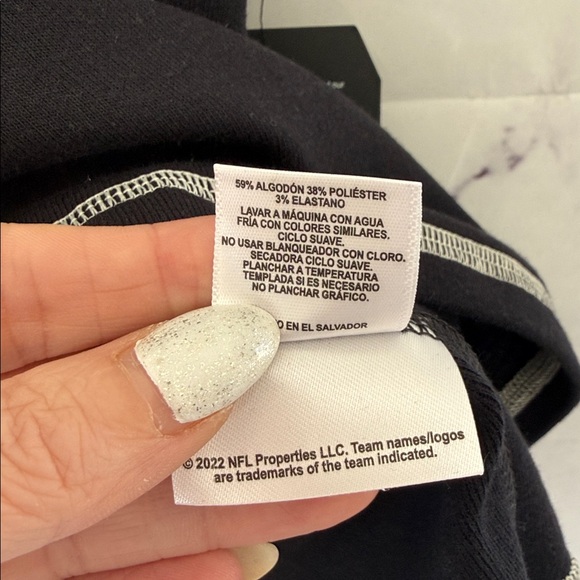 59% ALGODÓN 38% POLIÉSTER
3% ELASTANO
LAVAR A MÁQUINA CON AGUA
FRÍA CON COLORES SIMILARES.
CICLO SUAVE.
NO USAR BLANQUEADOR CON CLORO.
SECADORA CICLO SUAVE.
PLANCHAR A TEMPERATURA
TEMPLADA SI ES NECESARIO
NO PLANCHAR GRÁFICO.
EN EL SALVADOR
© 2022 NFL Properties LLC. Team names/logos
are trademarks of the team indicated.